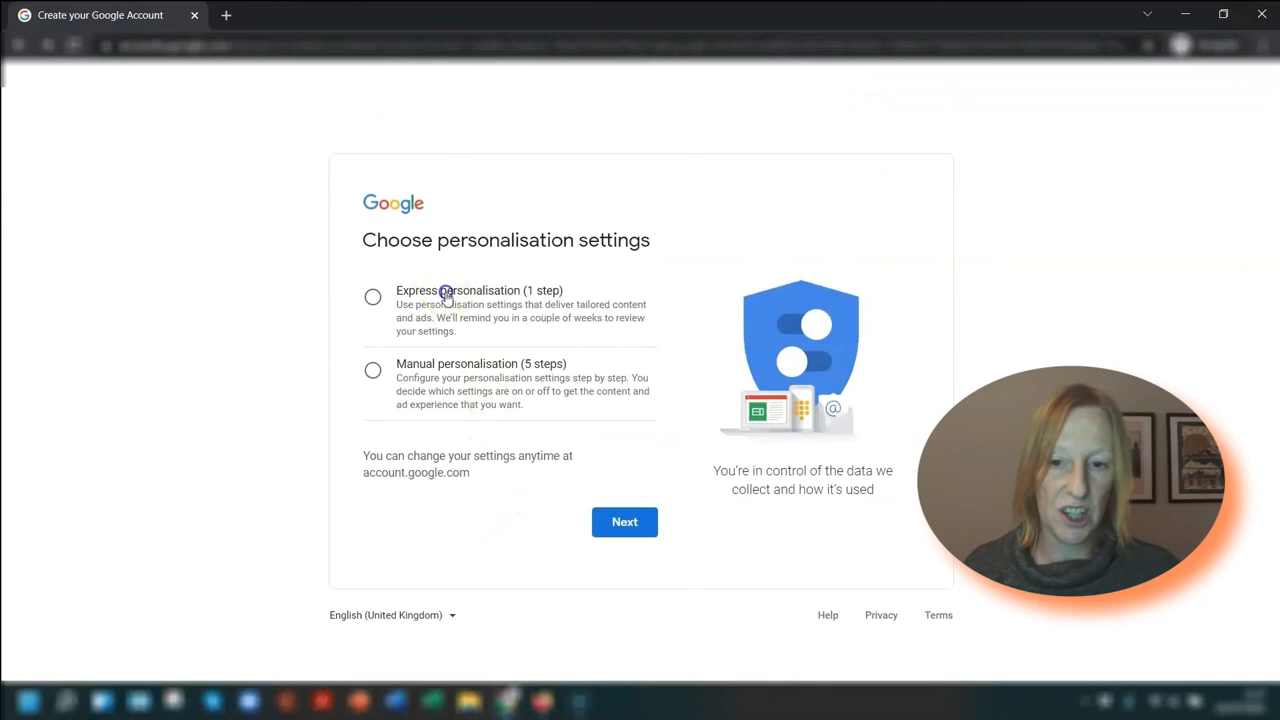 Create your Google Account
Google
Choose personalisation settings
Express personalisation (1 step)
Use personalisation settings that deliver tailored content
and ads. We'll remind you in a couple of weeks to review
your settings.
Manual personalisation (5 steps)
Configure your personalisation settings step by step. You
decide which settings are on or off to get the content and
ad experience that you want.
You can change your settings anytime at
account.google.com
@
You're in control of the data we
collect and how it's used
Next
English (United Kingdom)
Help
Privacy
Terms